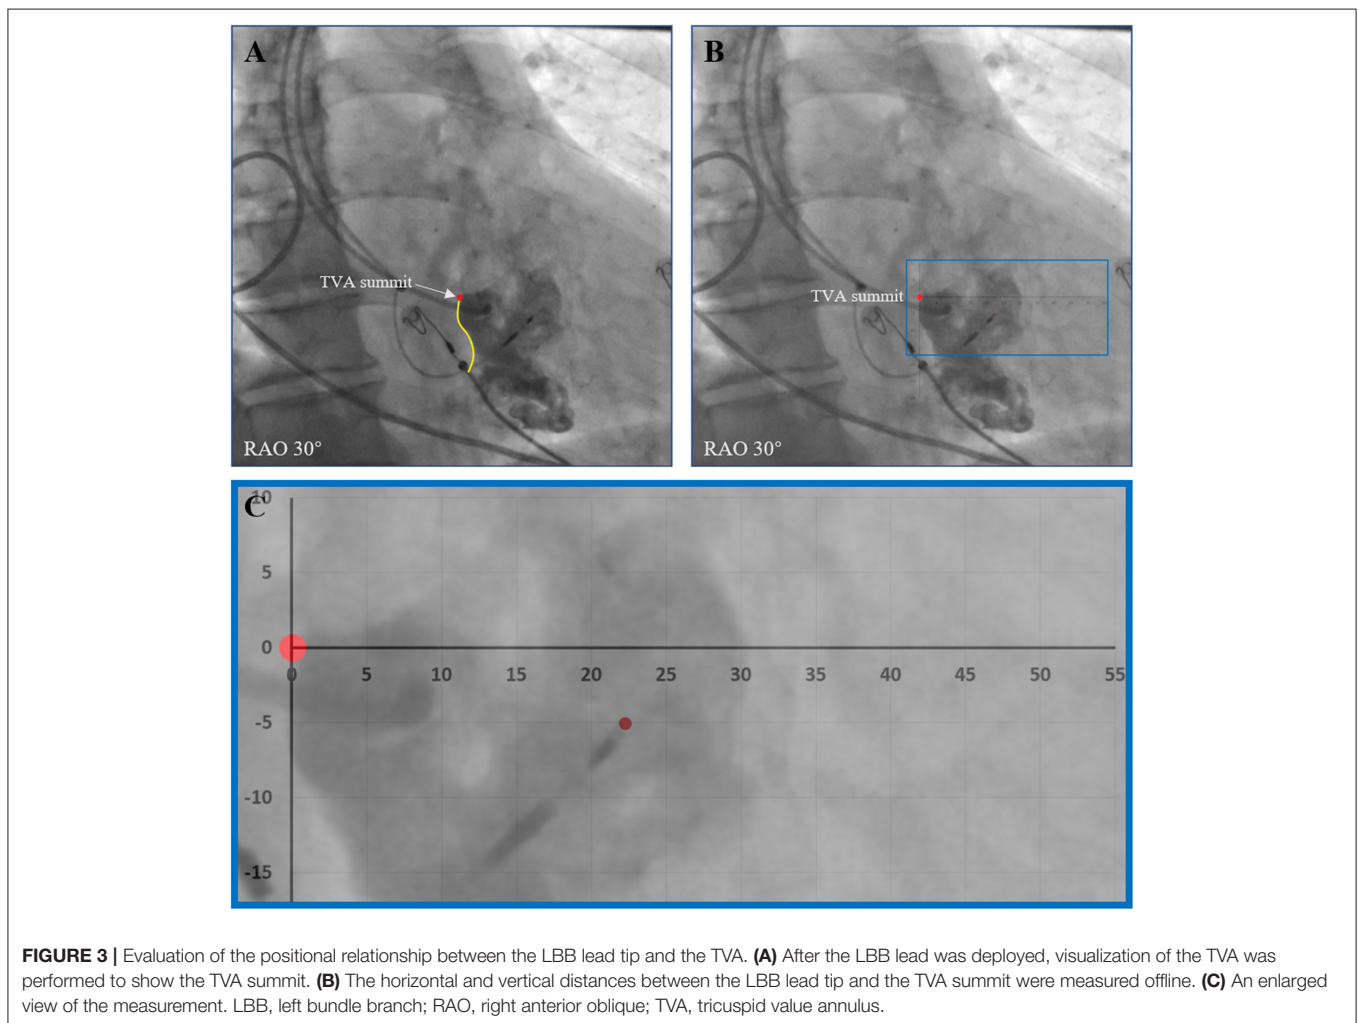 A
B
TVA summit
TVA summit
RAO 30°
RAO 30°
C
10
5
0
0 5 10 15 20 25 30 35 40 45 50 55
-5
-10
-15
FIGURE 3 | Evaluation of the positional relationship between the LBB lead tip and the TVA. (A) After the LBB lead was deployed, visualization of the TVA was
performed to show the TVA summit. (B) The horizontal and vertical distances between the LBB lead tip and the TVA summit were measured offline. (C) An enlarged
view of the measurement. LBB, left bundle branch; RAO, right anterior oblique; TVA, tricuspid value annulus.